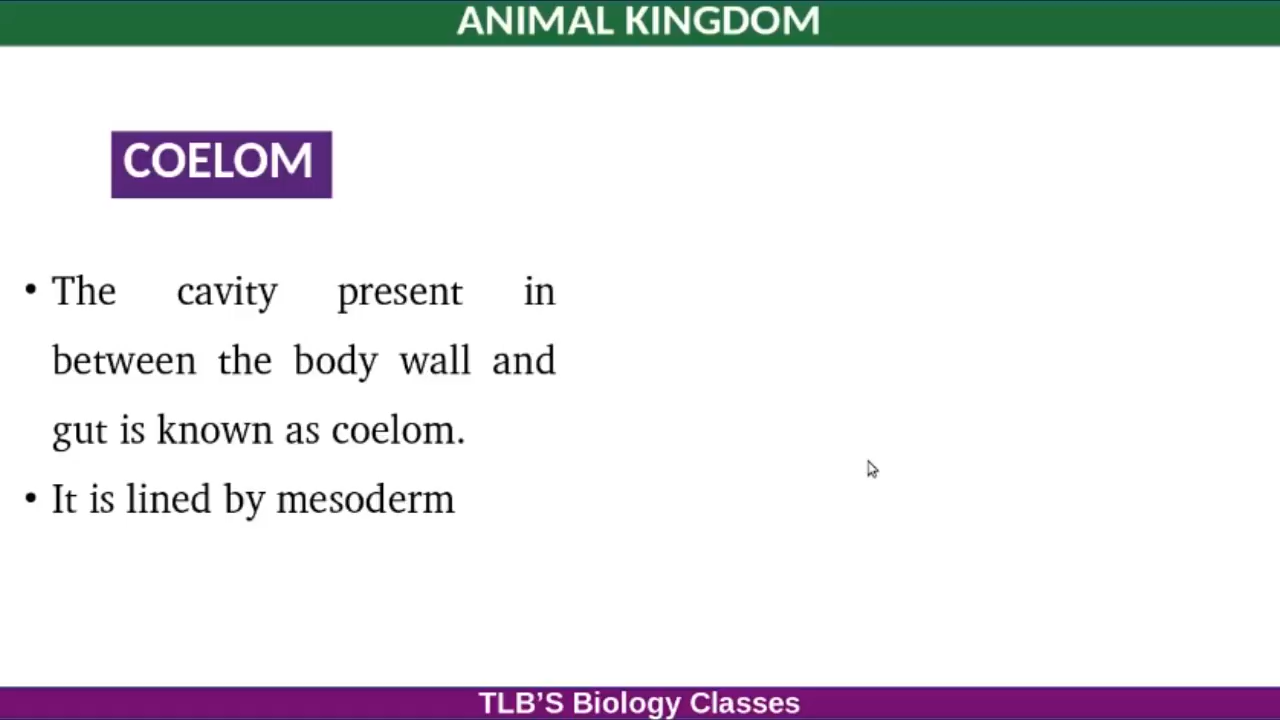 ANIMAL KINGDOM
COELOM
• The cavity present in
between the body wall and
gut is known as coelom.
• It is lined by mesoderm
TLB’S Biology Classes